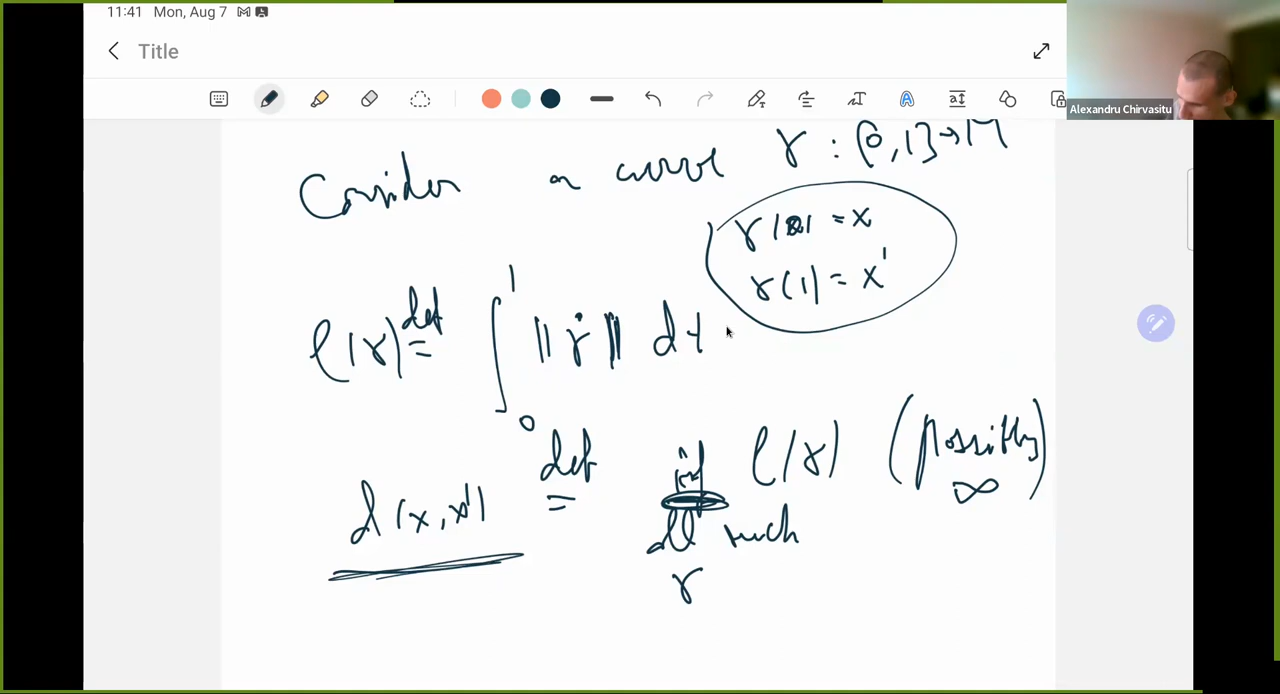 11:41 Mon, Aug 7
Title
Alexandru Chirvasitu
Consider a curve γ : [0,1] → M
γ(0) = x
γ(1) = x'
ℓ(γ) def= ∫₀¹ ‖γ̇‖ dt
d(x,x') def= inf ℓ(γ) (possibly ∞)
all such
γ